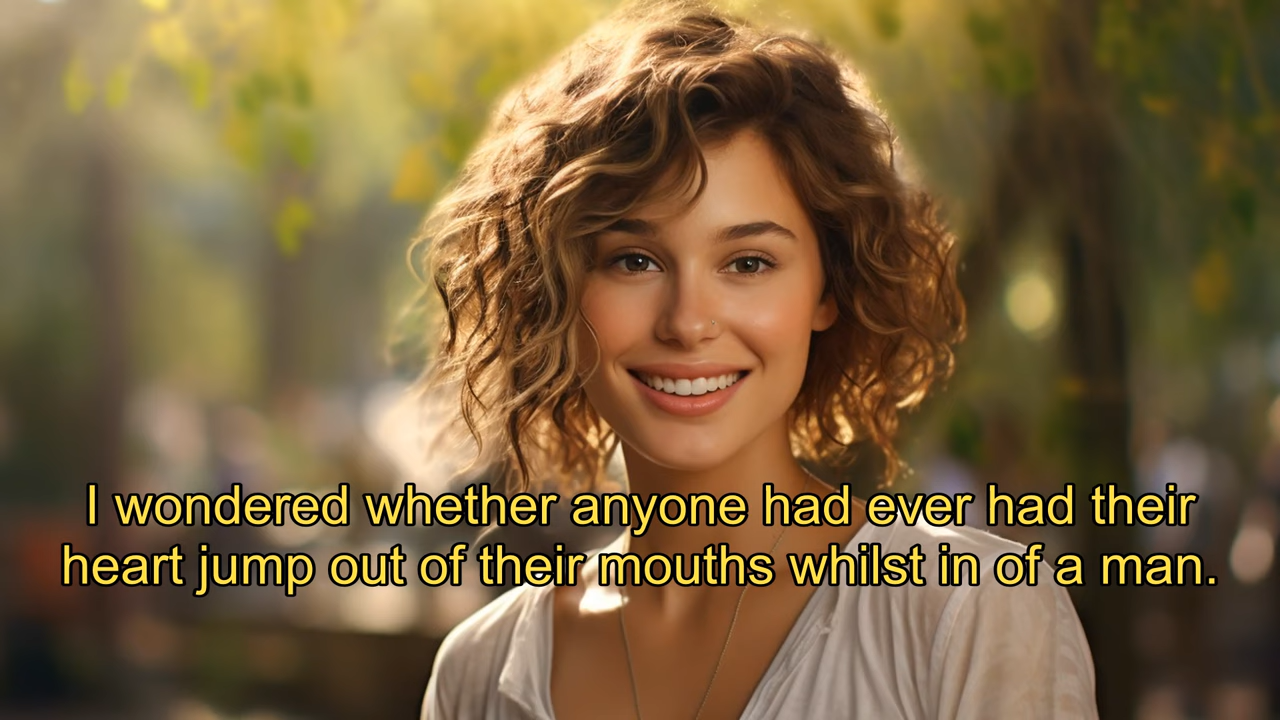 I wondered whether anyone had ever had their
heart jump out of their mouths whilst in of a man.